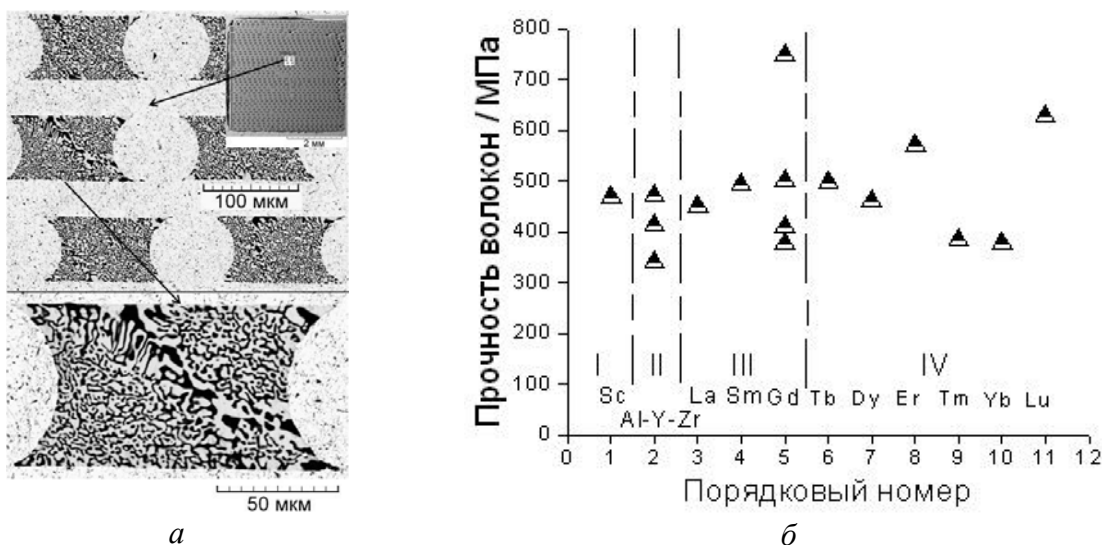 2 мм
100 мкм
50 мкм
а
Прочность волокон / МПа
800
700
600
500
400
300
200
100
0
I II III IV
Sc La Sm Gd Tb Dy Er Tm Yb Lu
Al-Y-Zr
0 1 2 3 4 5 6 7 8 9 10 11 12
Порядковый номер
б